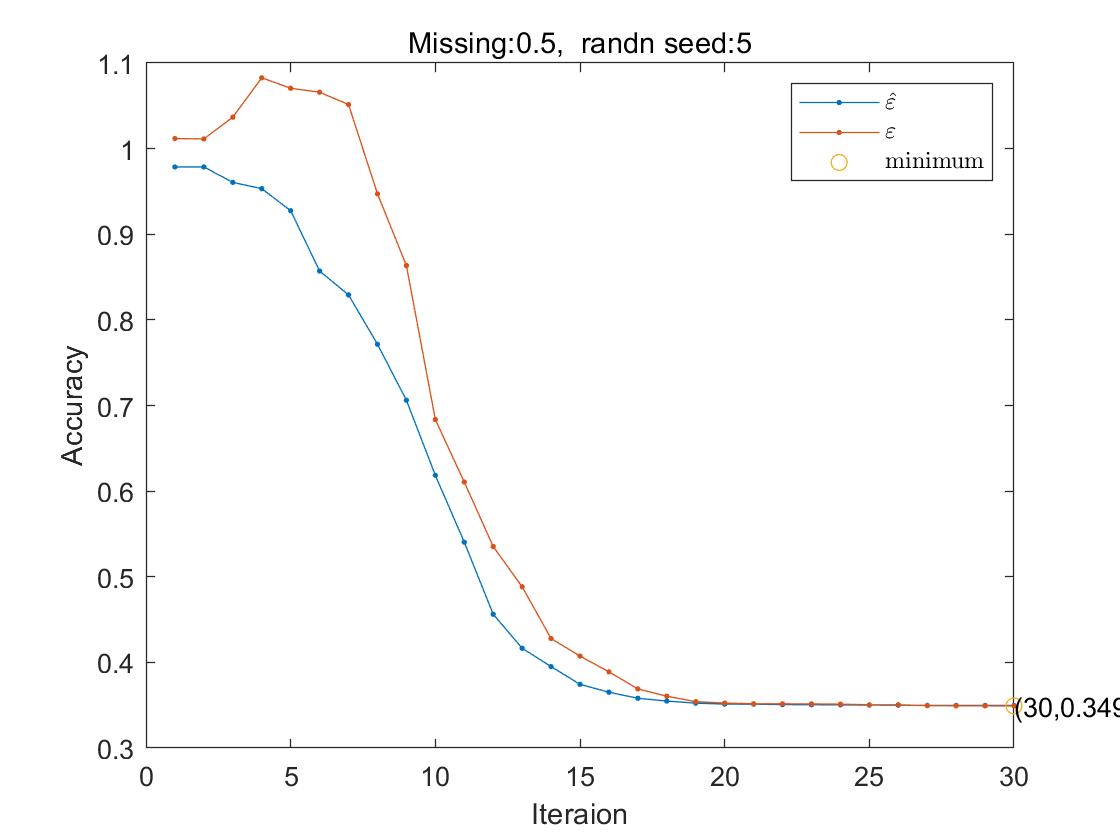 Missing:0.5,  randn seed:5
1.1
1
0.9
0.8
0.7
0.6
0.5
0.4
0.3
Accuracy
ε̂
ε
minimum
(30,0.349
0 5 10 15 20 25 30
Iteraion